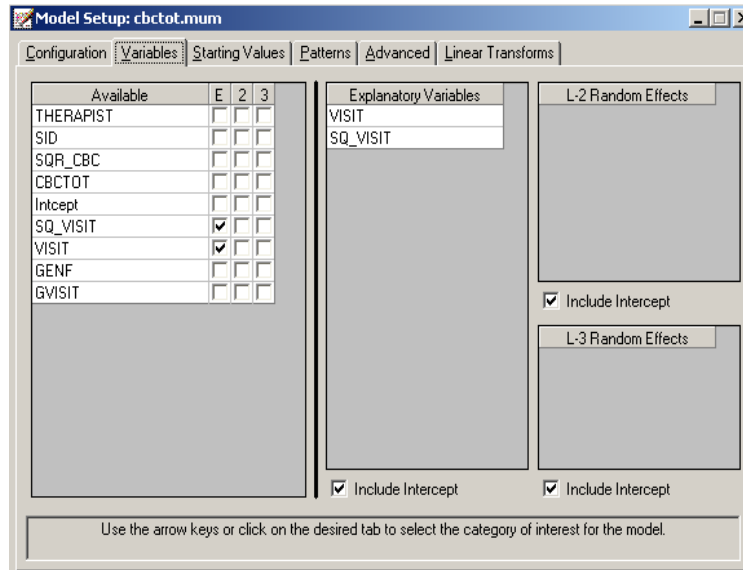 Model Setup: cbctot.mum
Configuration Variables Starting Values Patterns Advanced Linear Transforms
Available E 2 3
THERAPIST
SID
SQR_CBC
CBCTOT
Intcept
SQ_VISIT
VISIT
GENF
GVISIT
Explanatory Variables
VISIT
SQ_VISIT
Include Intercept
L-2 Random Effects
Include Intercept
L-3 Random Effects
Include Intercept
Use the arrow keys or click on the desired tab to select the category of interest for the model.